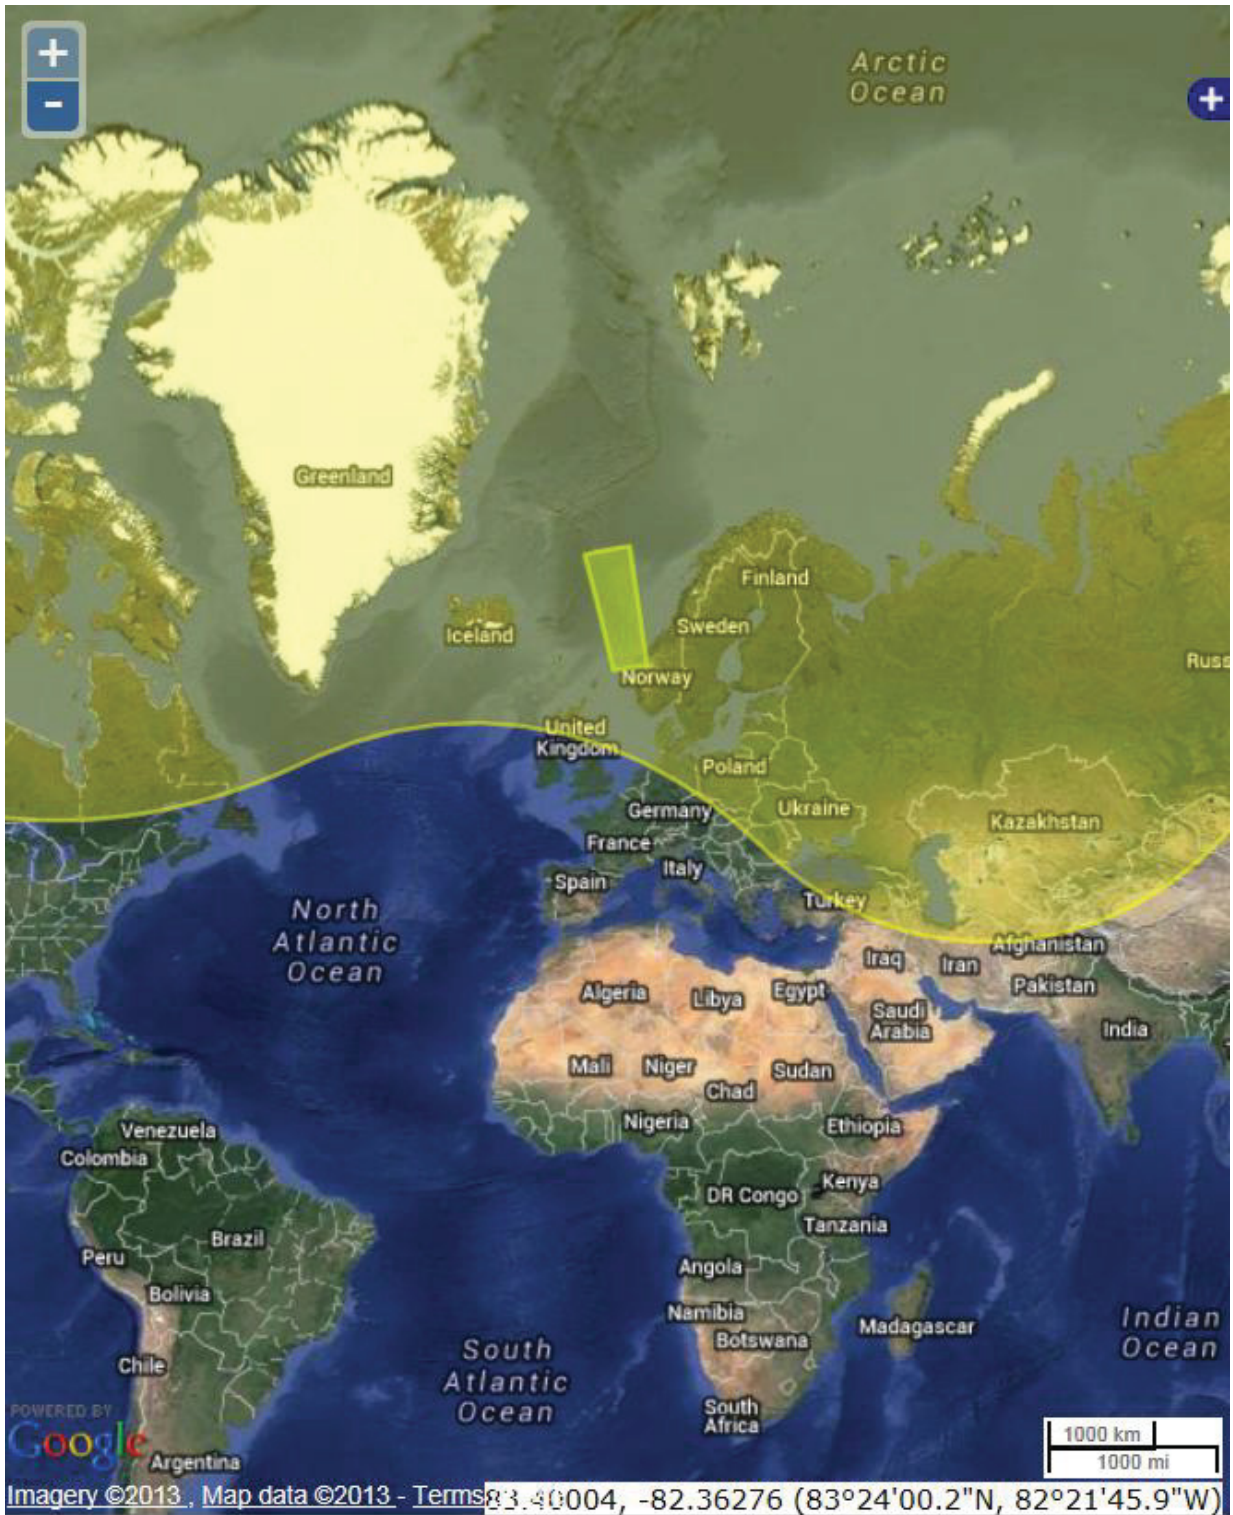 +
-
Arctic
Ocean
+
Greenland
Finland
Iceland
Sweden
Norway
Russ
United
Kingdom
Poland
Germany
Ukraine
Kazakhstan
France
Italy
Spain
Turkey
North
Atlantic
Ocean
Iraq
Iran
Afghanistan
Pakistan
Algeria
Libya
Egypt
Saudi
Arabia
India
Mali
Niger
Chad
Sudan
Nigeria
Ethiopia
Venezuela
Colombia
DR Congo
Kenya
Tanzania
Brazil
Peru
Angola
Bolivia
Namibia
Botswana
Madagascar
Indian
Ocean
South
Atlantic
Ocean
Chile
South
Africa
POWERED BY
Google
Argentina
1000 km
1000 mi
Imagery ©2013 , Map data ©2013 - Terms
83.40004, -82.36276 (83°24'00.2"N, 82°21'45.9"W)